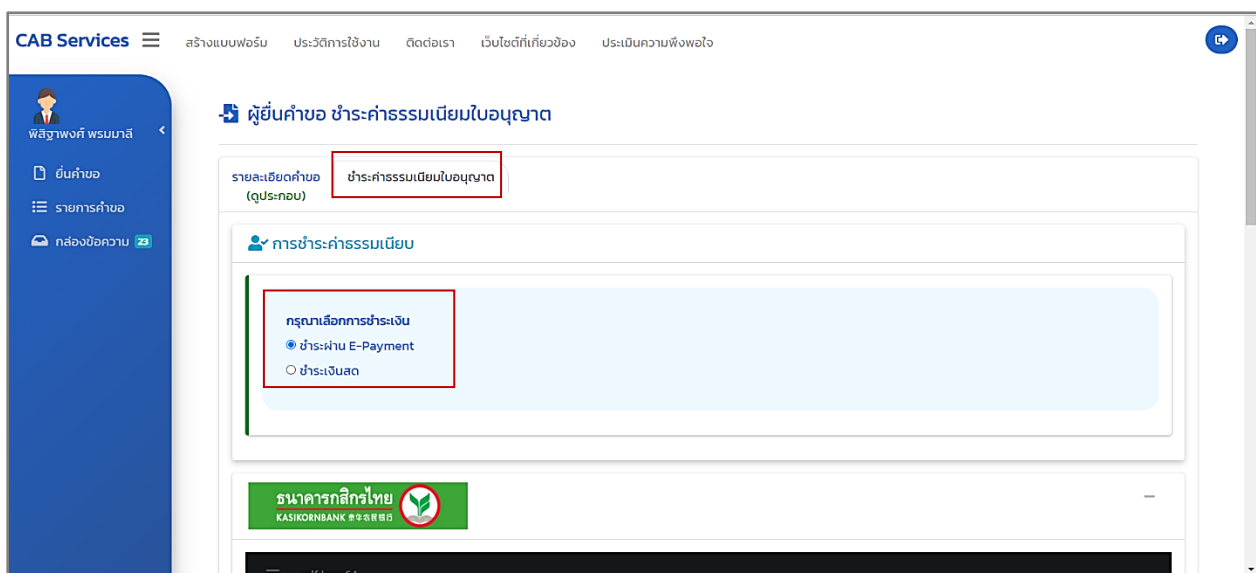 CAB Services สร้างแบบฟอร์ม ประวัติการใช้งาน ติดต่อเรา เว็บไซต์ที่เกี่ยวข้อง ประเมินความพึงพอใจ
พิสิฐาพงศ์ พรมมาลี
ยื่นคำขอ
รายการคำขอ
กล่องข้อความ 23
ผู้ยื่นคำขอ ชำระค่าธรรมเนียมใบอนุญาต
รายละเอียดคำขอ
(ดูประกอบ)
ชำระค่าธรรมเนียมใบอนุญาต
การชำระค่าธรรมเนียบ
กรุณาเลือกการชำระเงิน
ชำระผ่าน E-Payment
ชำระเงินสด
ธนาคารกสิกรไทย
KASIKORNBANK